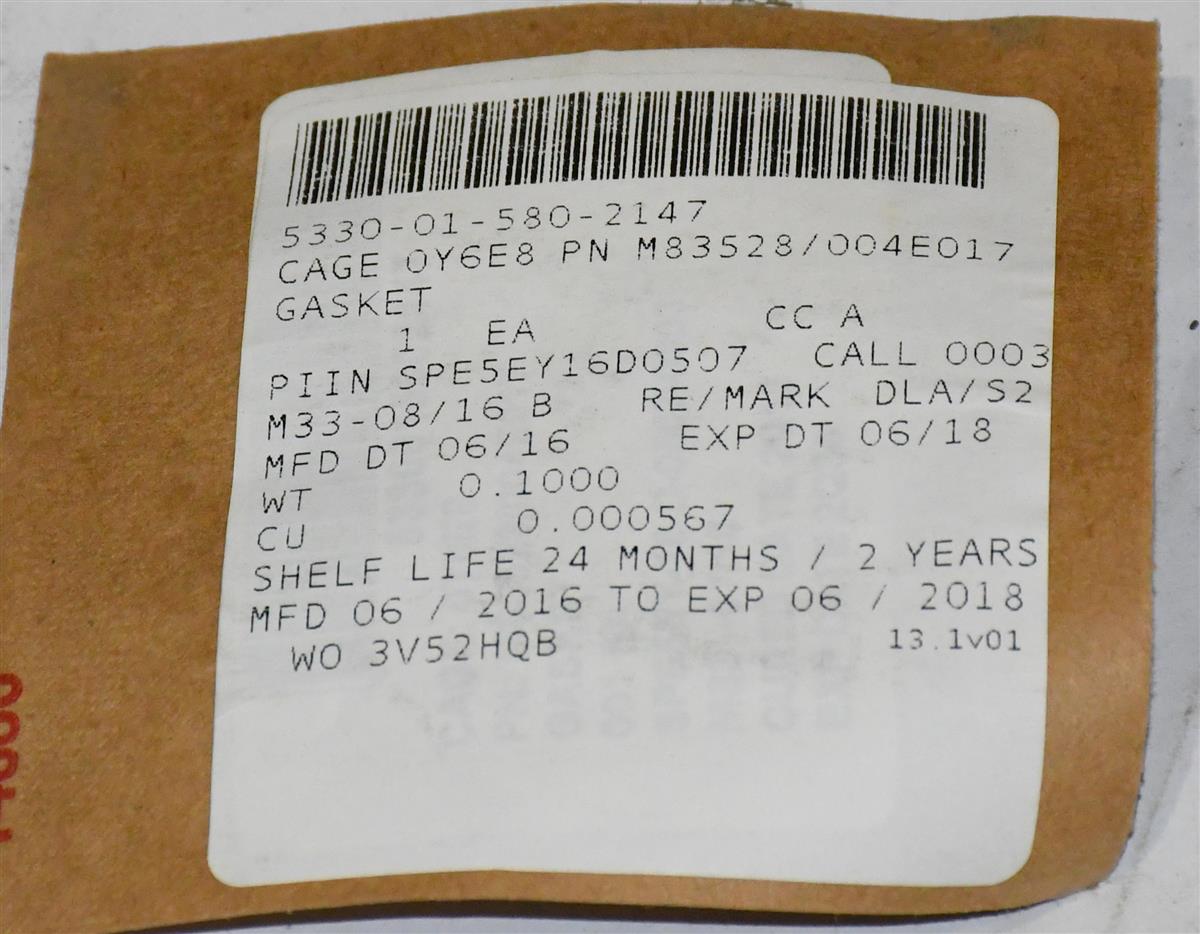 5330-01-580-2147
CAGE 0Y6E8 PN M83528/004E017
GASKET
1 EA CC A
PIIN SPE5EY16D0507 CALL 0003
M33-08/16 B RE/MARK DLA/S2
MFD DT 06/16 EXP DT 06/18
WT 0.1000
CU 0.000567
SHELF LIFE 24 MONTHS / 2 YEARS
MFD 06 / 2016 TO EXP 06 / 2018
WO 3V52HQB 13.1v01